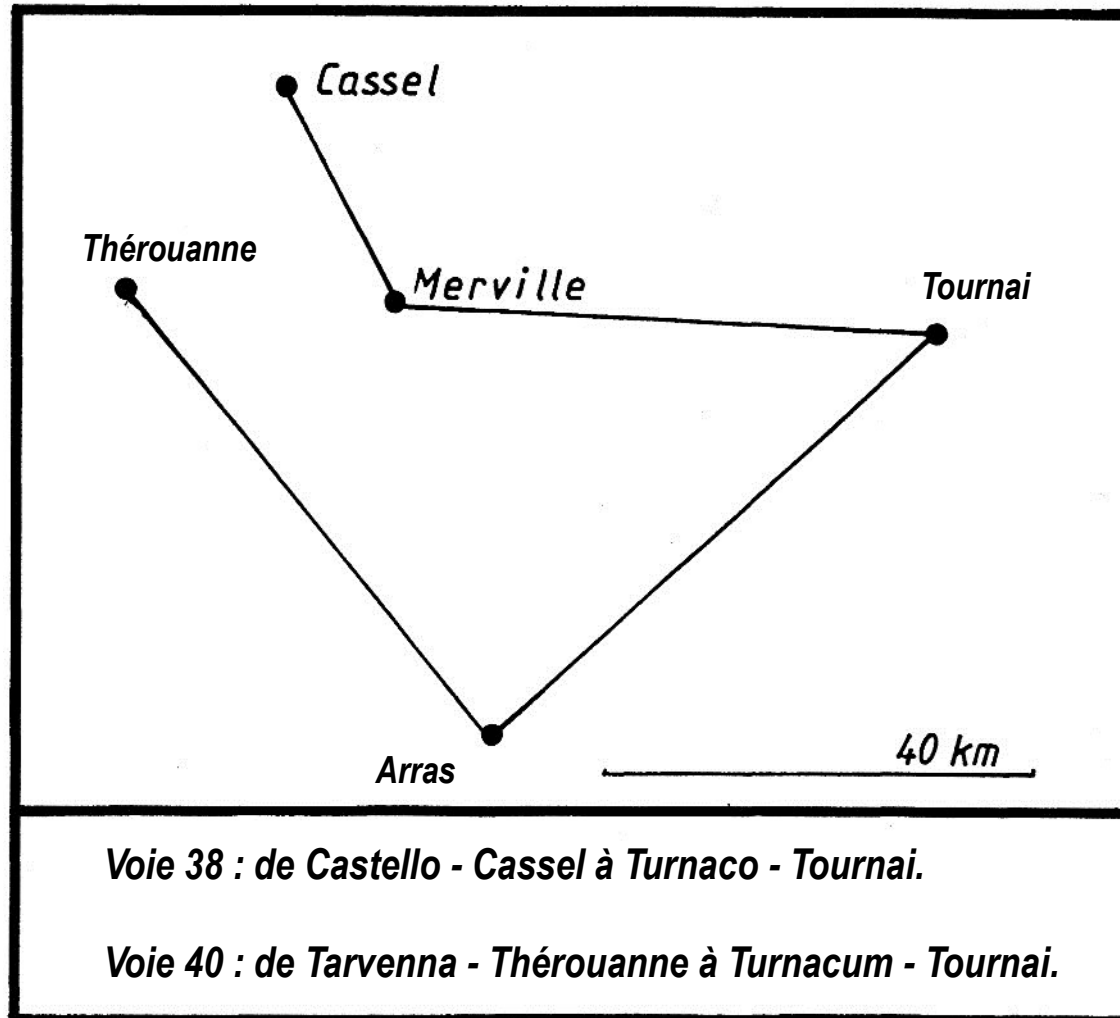 Cassel
Thérouanne
Merville
Tournai
Arras
40 km
Voie 38 : de Castello - Cassel à Turnaco - Tournai.
Voie 40 : de Tarvenna - Thérouanne à Turnacum - Tournai.